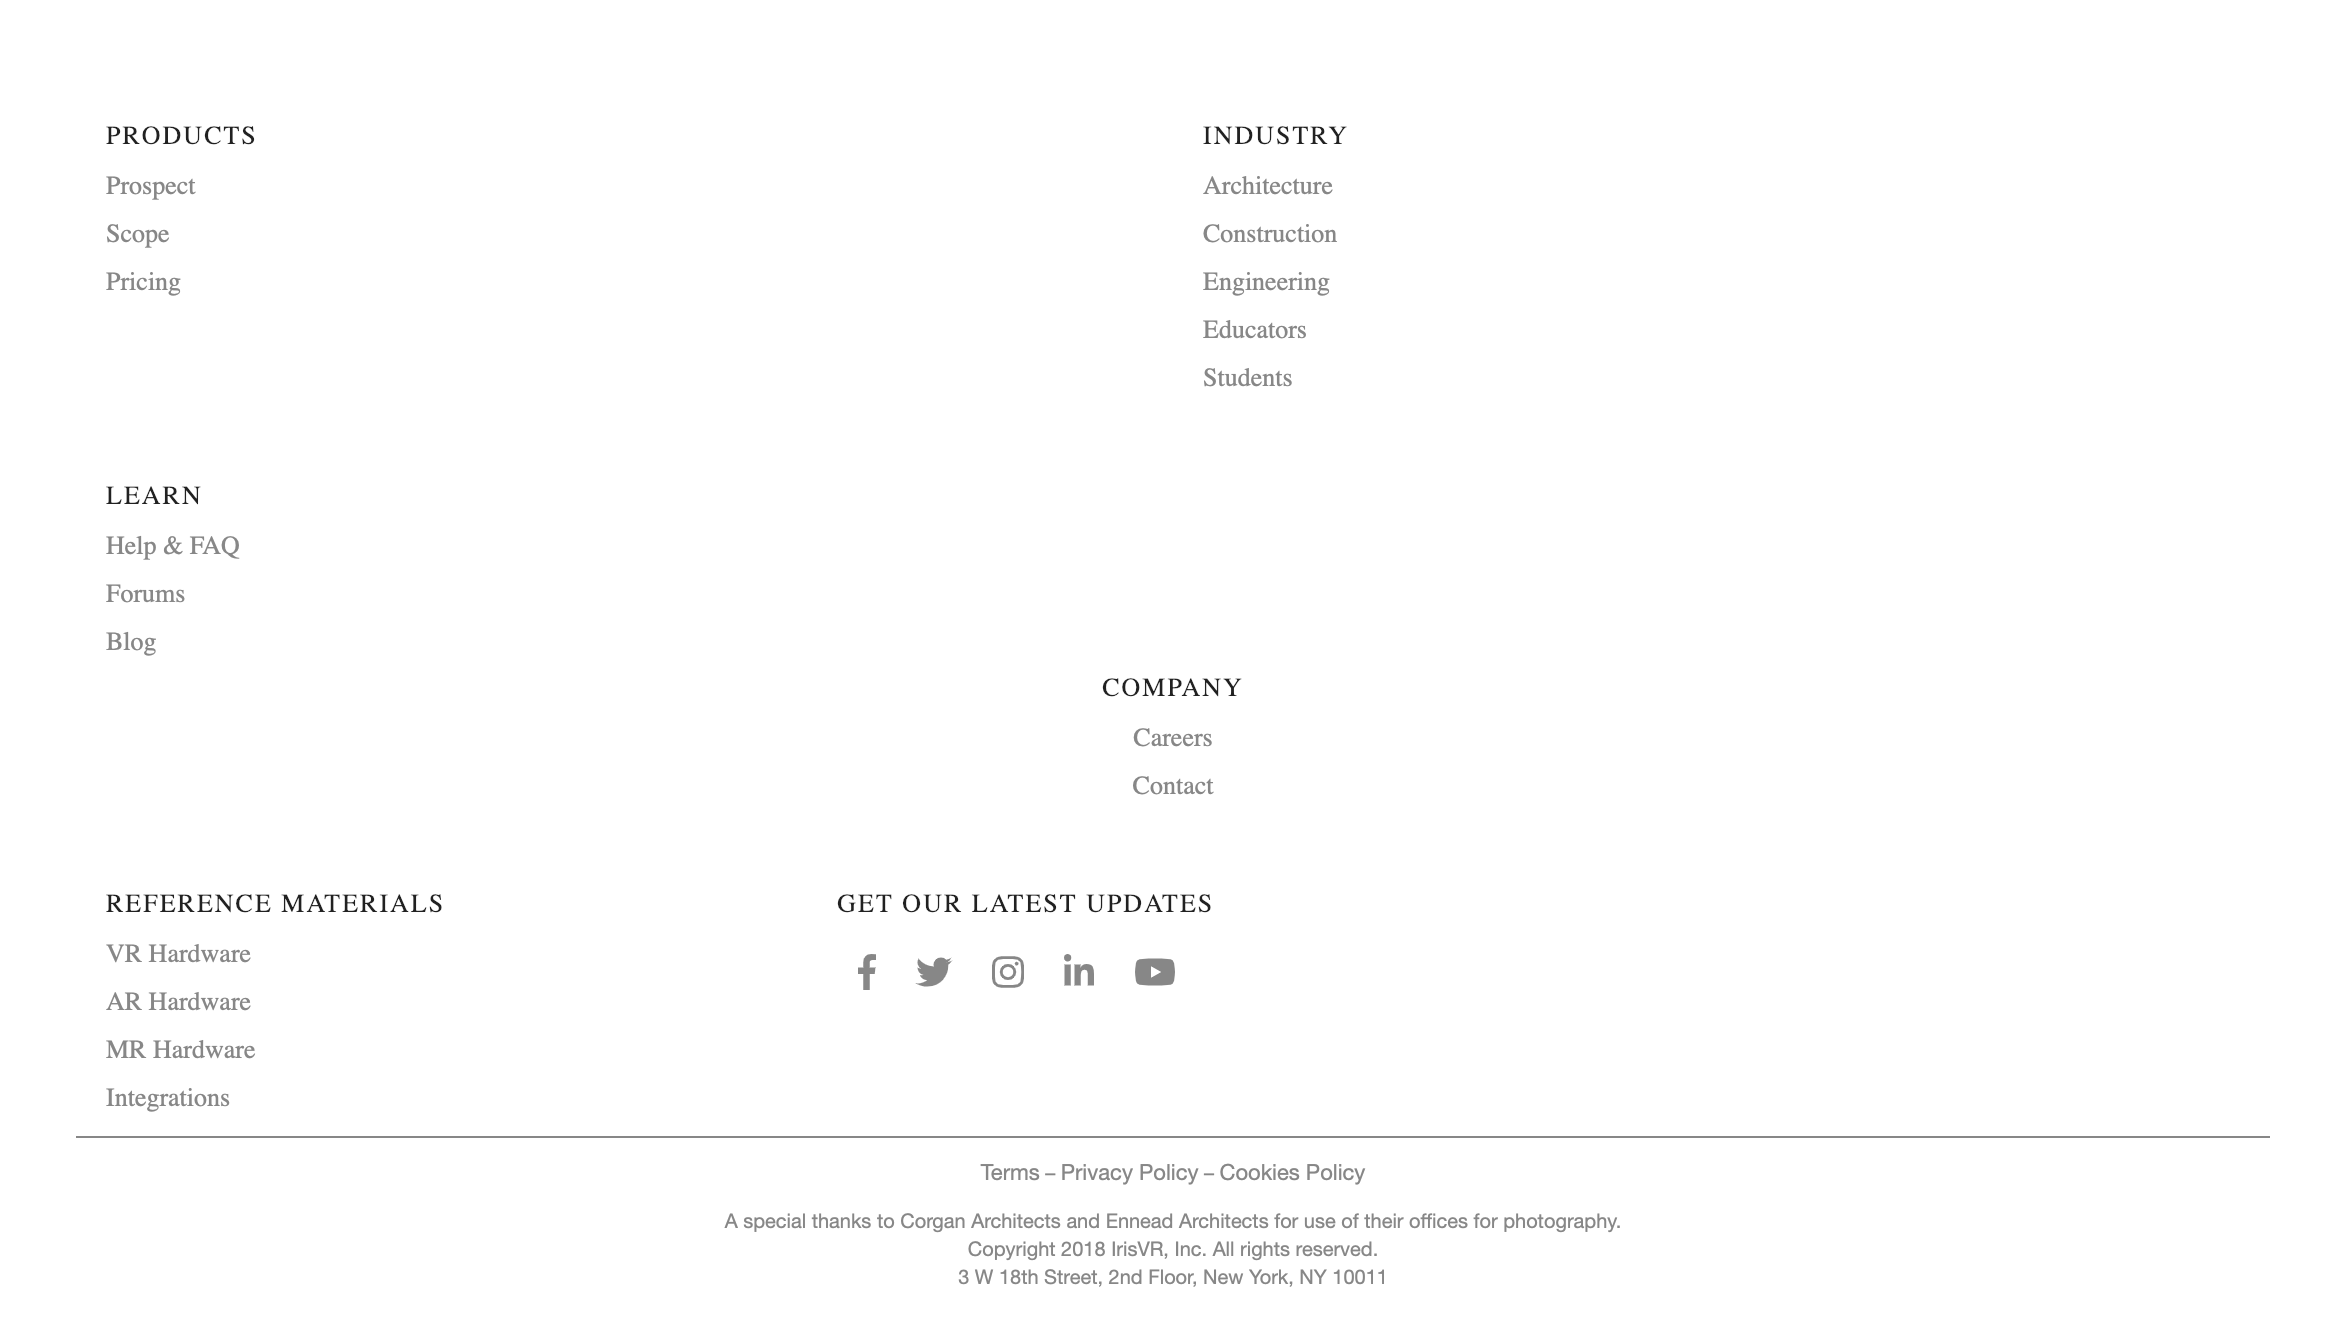 PRODUCTS
Prospect
Scope
Pricing
INDUSTRY
Architecture
Construction
Engineering
Educators
Students
LEARN
Help & FAQ
Forums
Blog
COMPANY
Careers
Contact
REFERENCE MATERIALS
VR Hardware
AR Hardware
MR Hardware
Integrations
GET OUR LATEST UPDATES
Terms – Privacy Policy – Cookies Policy
A special thanks to Corgan Architects and Ennead Architects for use of their offices for photography.
Copyright 2018 IrisVR, Inc. All rights reserved.
3 W 18th Street, 2nd Floor, New York, NY 10011